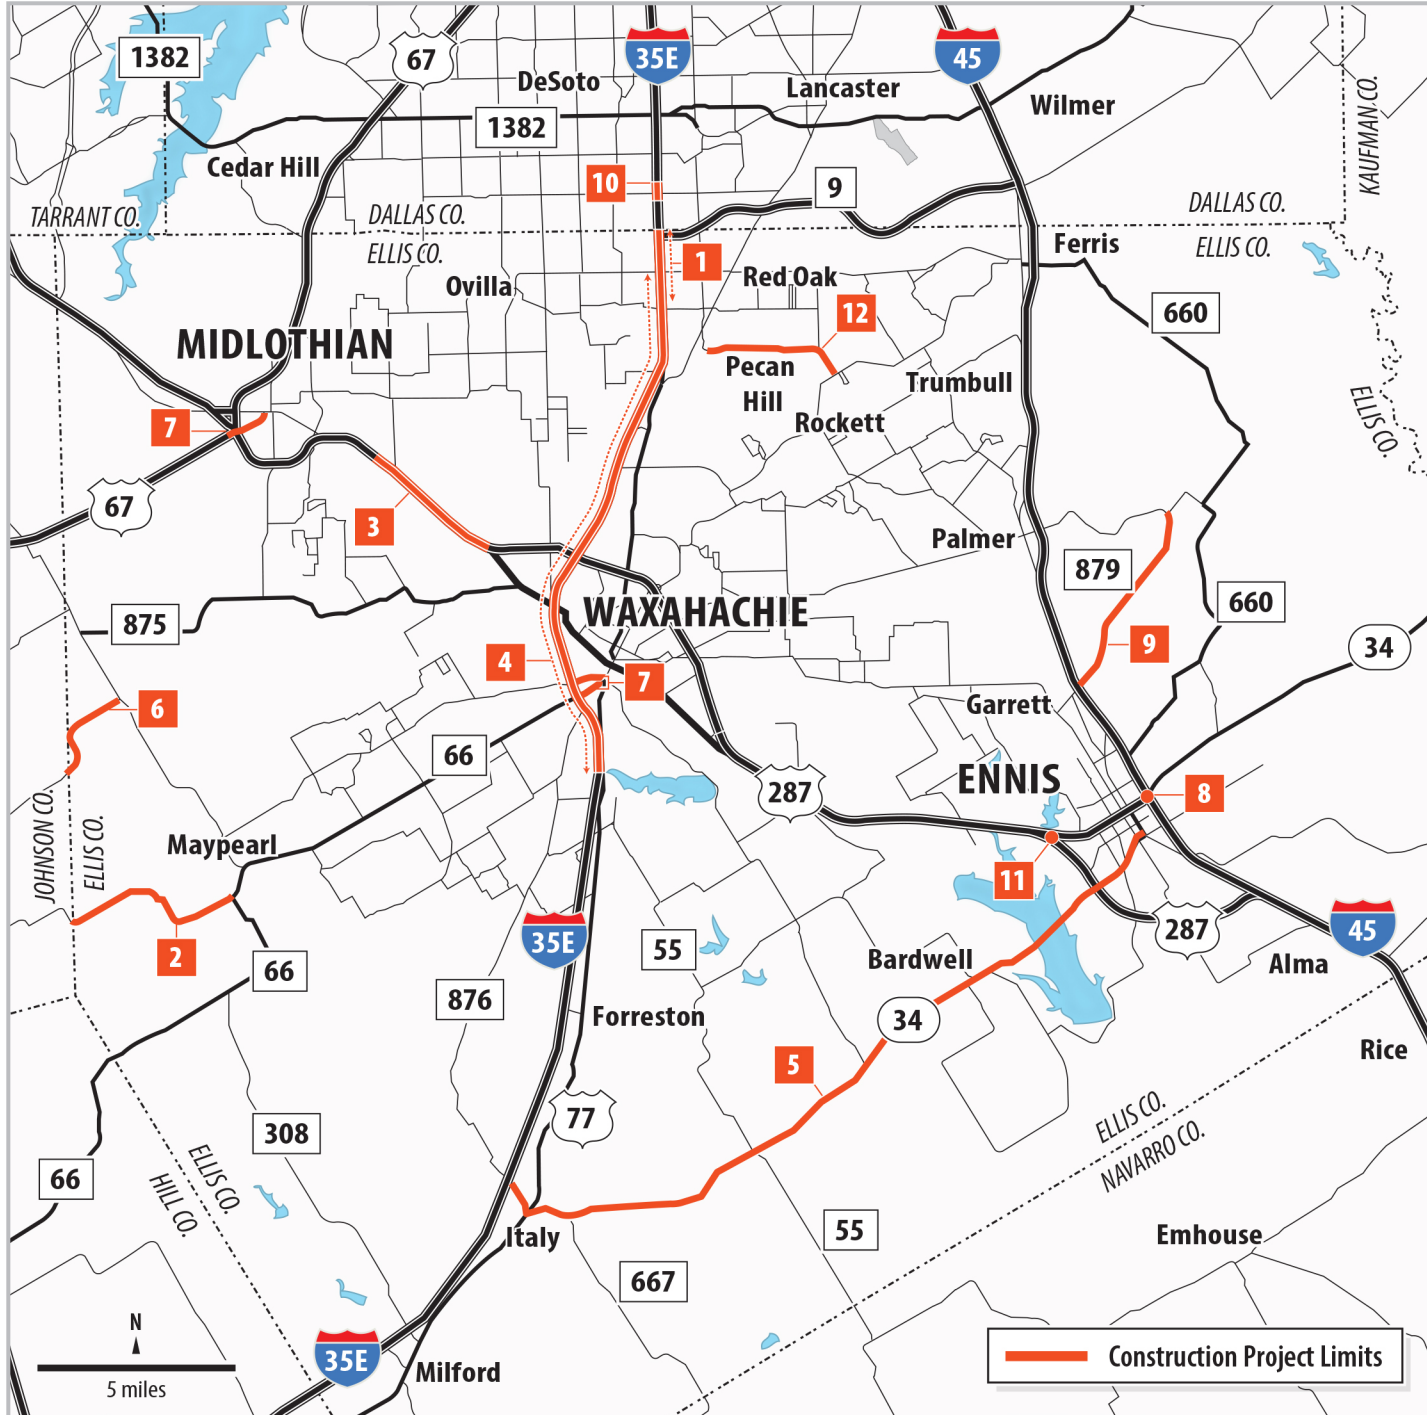 1382
67
35E
45
DeSoto
Lancaster
Wilmer
1382
KAUFMAN CO.
Cedar Hill
10
9
TARRANT CO.
DALLAS CO.
DALLAS CO.
ELLIS CO.
ELLIS CO.
Ferris
1
Red Oak
Ovilla
12
660
MIDLOTHIAN
Pecan
Hill
Trumbull
Rockett
ELLIS CO.
7
67
3
Palmer
879
660
875
WAXAHACHIE
9
34
4
7
6
Garrett
66
ENNIS
287
8
JOHNSON CO.
ELLIS CO.
Maypearl
11
2
35E
55
287
45
66
Bardwell
Alma
876
Forreston
34
Rice
5
77
308
ELLIS CO.
NAVARRO CO.
66
ELLIS CO.
HILL CO.
Italy
55
Emhouse
667
N
5 miles
35E
Milford
Construction Project Limits